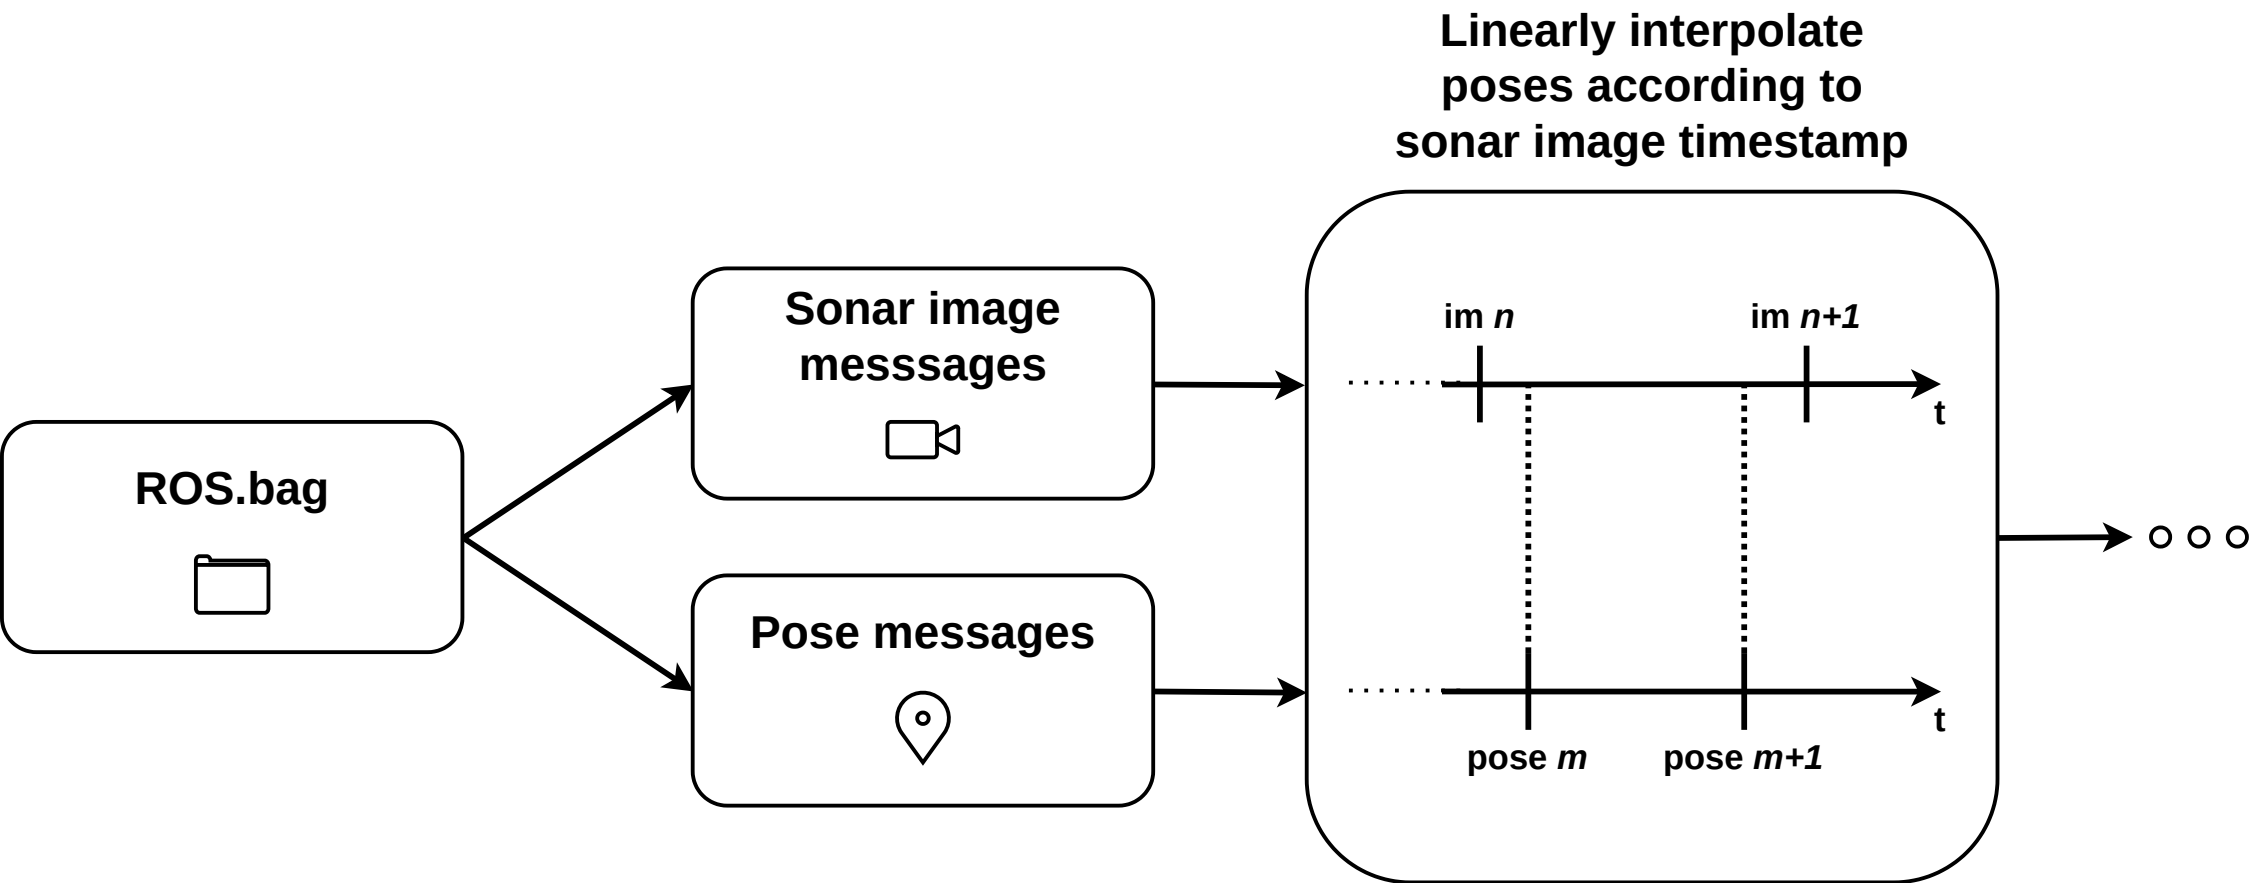 Linearly interpolate
poses according to
sonar image timestamp
ROS.bag
Sonar image
messsages
Pose messages
im n
im n+1
t
t
pose m
pose m+1